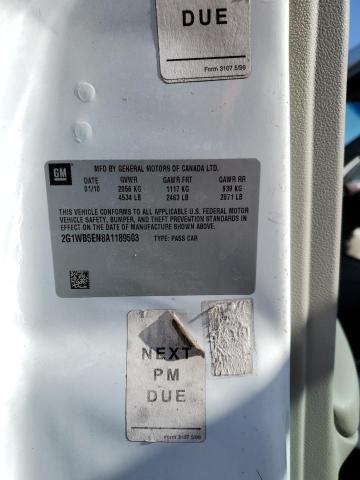 DUE
Form 3107 5/99
GM
MFD BY GENERAL MOTORS OF CANADA LTD.
DATE GVWR GAWR FRT GAWR RR
01/10 2056 KG 1117 KG 939 KG
4534 LB 2463 LB 2071 LB
THIS VEHICLE CONFORMS TO ALL APPLICABLE U.S. FEDERAL MOTOR
VEHICLE SAFETY, BUMPER, AND THEFT PREVENTION STANDARDS
IN EFFECT ON THE DATE OF MANUFACTURE SHOWN ABOVE.
2G1WB5EN8A1189503 TYPE: PASS CAR
NEXT
PM
DUE
Form 3107 5/99